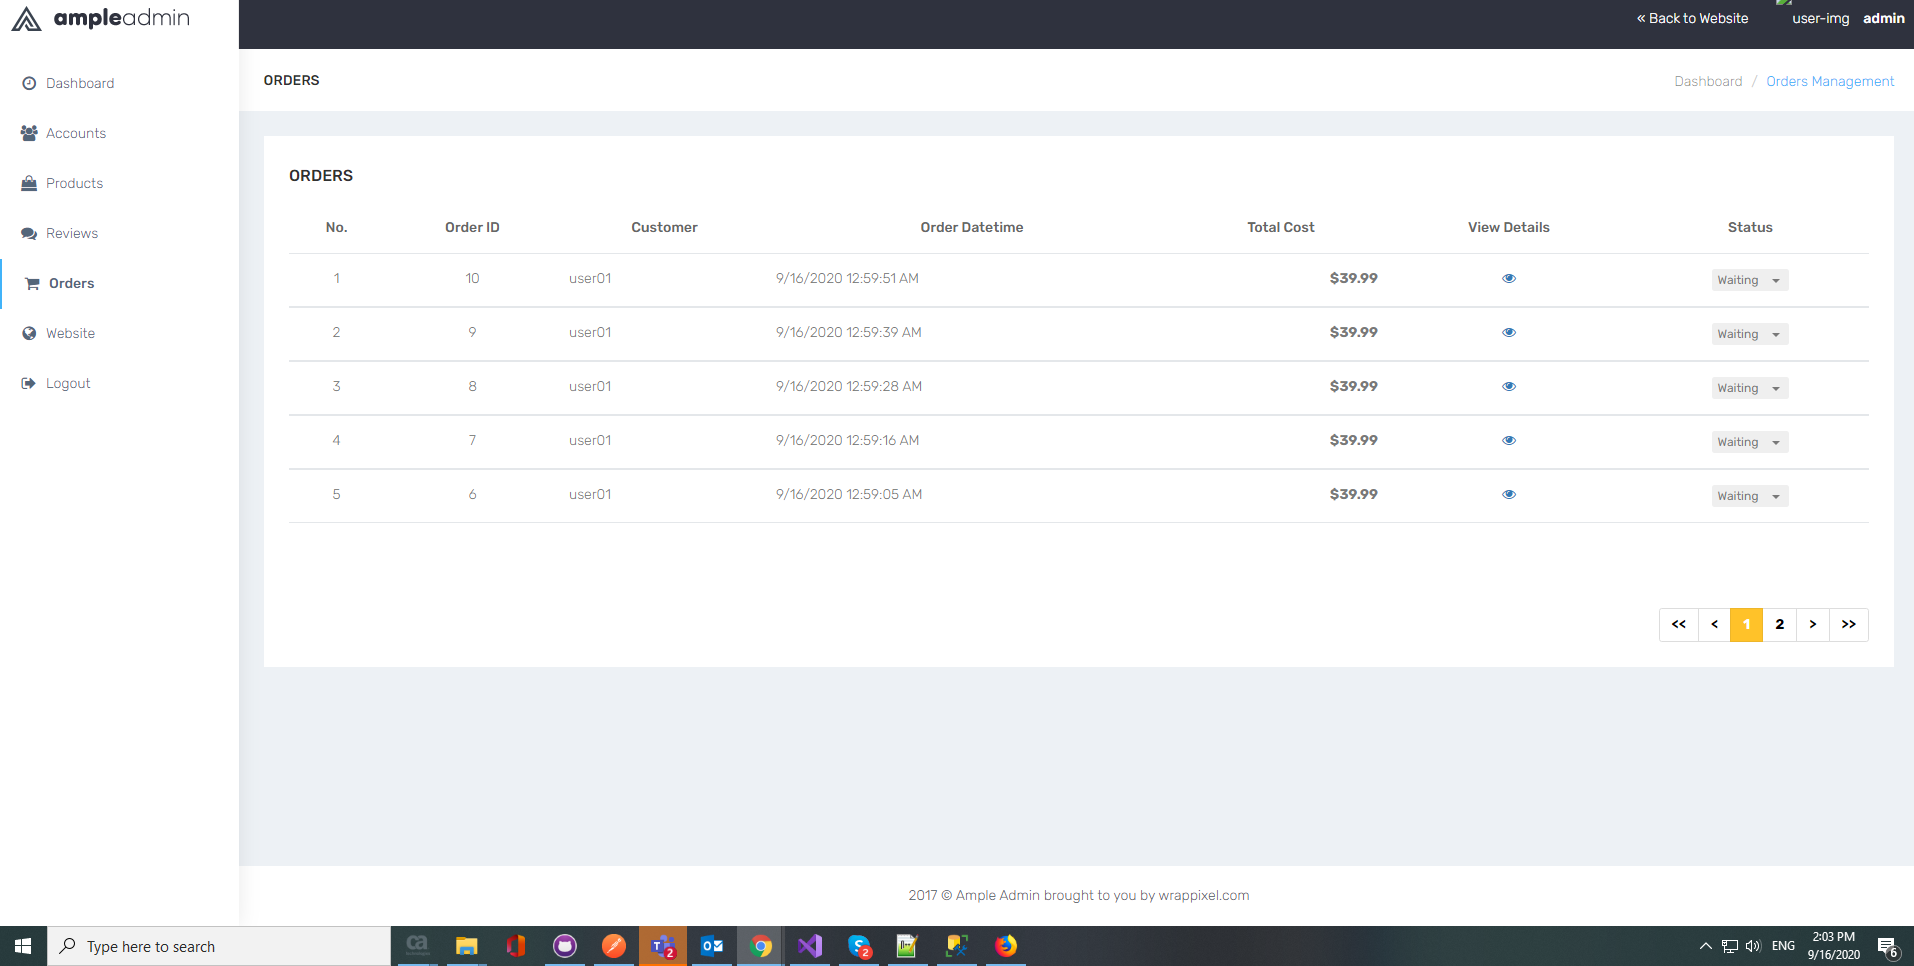 ampleadmin
« Back to Website user-img admin
Dashboard
Accounts
Products
Reviews
Orders
Website
Logout
ORDERS
Dashboard / Orders Management
ORDERS
No. Order ID Customer Order Datetime Total Cost View Details Status
1 10 user01 9/16/2020 12:59:51 AM $39.99 Waiting
2 9 user01 9/16/2020 12:59:39 AM $39.99 Waiting
3 8 user01 9/16/2020 12:59:28 AM $39.99 Waiting
4 7 user01 9/16/2020 12:59:16 AM $39.99 Waiting
5 6 user01 9/16/2020 12:59:05 AM $39.99 Waiting
<< < 1 2 > >>
2017 © Ample Admin brought to you by wrappixel.com
Type here to search
ca
2
2
ENG
2:03 PM
9/16/2020
6